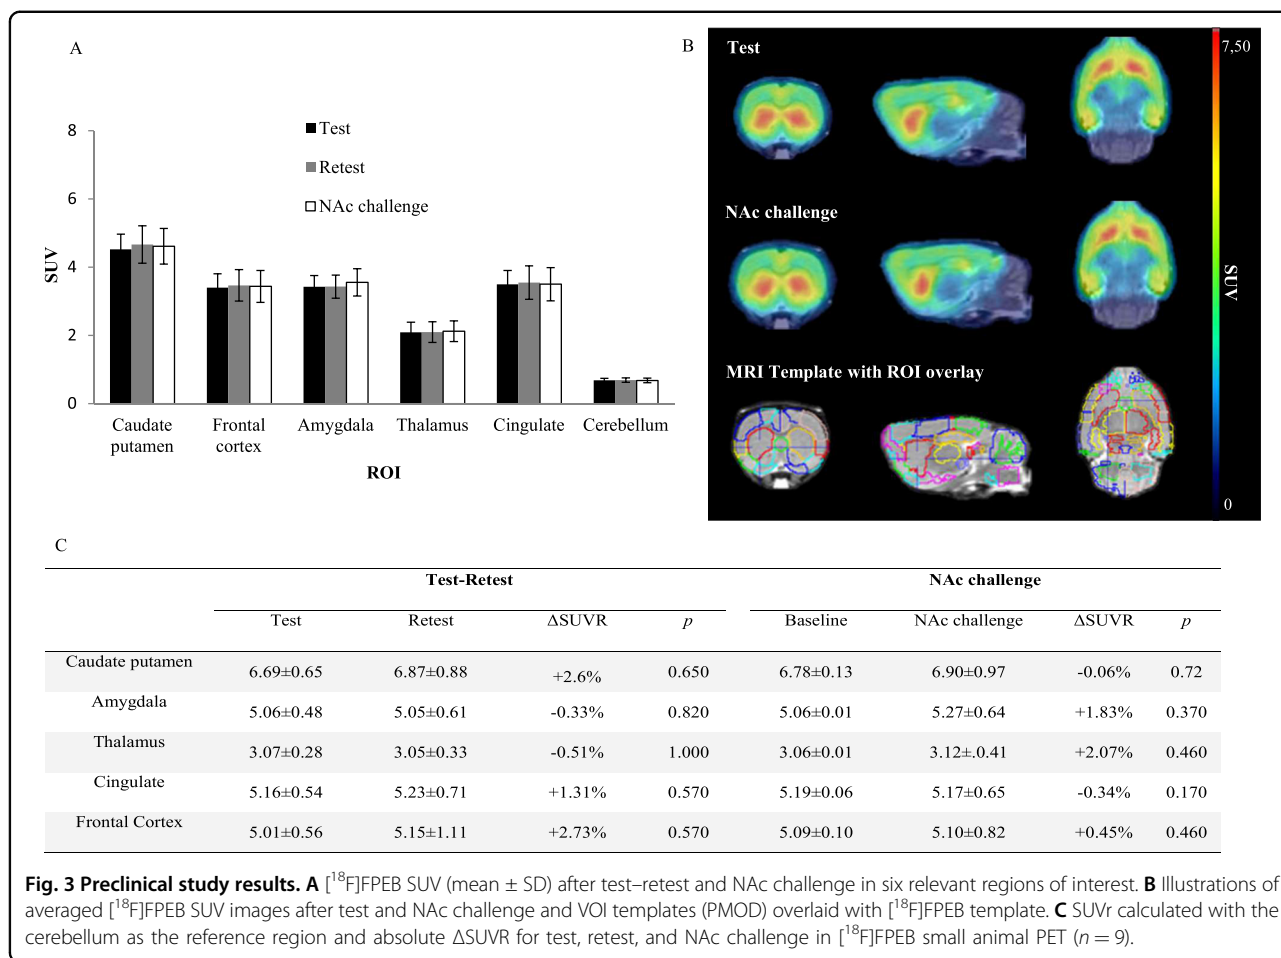 A
Test
Retest
NAc challenge
8
6
4
2
0
SUV
Caudate putamen
Frontal cortex
Amygdala
Thalamus
Cingulate
Cerebellum
ROI
B
Test
NAc challenge
MRI Template with ROI overlay
7,50
SUV
0
C
Test-Retest NAc challenge
Test Retest ΔSUVR p Baseline NAc challenge ΔSUVR p
Caudate putamen 6.69±0.65 6.87±0.88 +2.6% 0.650 6.78±0.13 6.90±0.97 -0.06% 0.72
Amygdala 5.06±0.48 5.05±0.61 -0.33% 0.820 5.06±0.01 5.27±0.64 +1.83% 0.370
Thalamus 3.07±0.28 3.05±0.33 -0.51% 1.000 3.06±0.01 3.12±.0.41 +2.07% 0.460
Cingulate 5.16±0.54 5.23±0.71 +1.31% 0.570 5.19±0.06 5.17±0.65 -0.34% 0.170
Frontal Cortex 5.01±0.56 5.15±1.11 +2.73% 0.570 5.09±0.10 5.10±0.82 +0.45% 0.460
Fig. 3 Preclinical study results. A [18F]FPEB SUV (mean ± SD) after test–retest and NAc challenge in six relevant regions of interest. B Illustrations of
averaged [18F]FPEB SUV images after test and NAc challenge and VOI templates (PMOD) overlaid with [18F]FPEB template. C SUVr calculated with the
cerebellum as the reference region and absolute ΔSUVR for test, retest, and NAc challenge in [18F]FPEB small animal PET (n = 9).